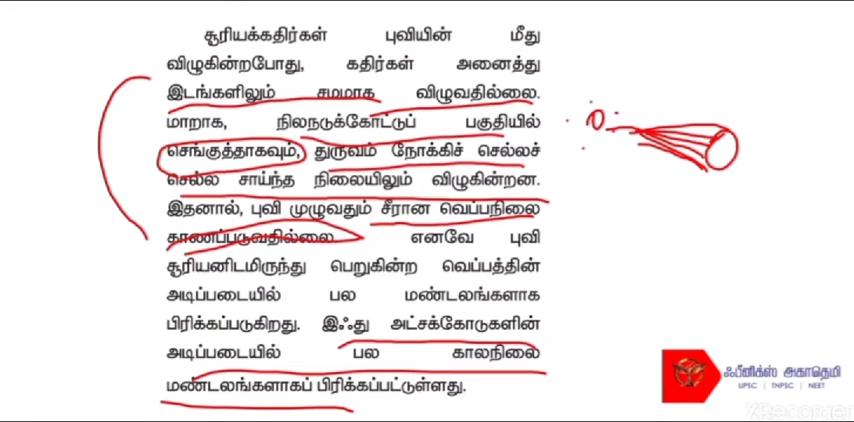 சூரியக்கதிர்கள் புவியின் மீது
விழுகின்றபோது, கதிர்கள் அனைத்து
இடங்களிலும் சமமாக விழுவதில்லை.
மாறாக, நிலநடுக்கோட்டுப் பகுதியில்
செங்குத்தாகவும், துருவம் நோக்கிச் செல்லச்
செல்ல சாய்ந்த நிலையிலும் விழுகின்றன.
இதனால், புவி முழுவதும் சீரான வெப்பநிலை
காணப்படுவதில்லை. எனவே புவி
சூரியனிடமிருந்து பெறுகின்ற வெப்பத்தின்
அடிப்படையில் பல மண்டலங்களாக
பிரிக்கப்படுகிறது. இஃது அட்சக்கோடுகளின்
அடிப்படையில் பல காலநிலை
மண்டலங்களாகப் பிரிக்கப்பட்டுள்ளது.
ஃபீனிக்ஸ் அகாதெமி
UPSC | TNPSC | NEET
XRecorder